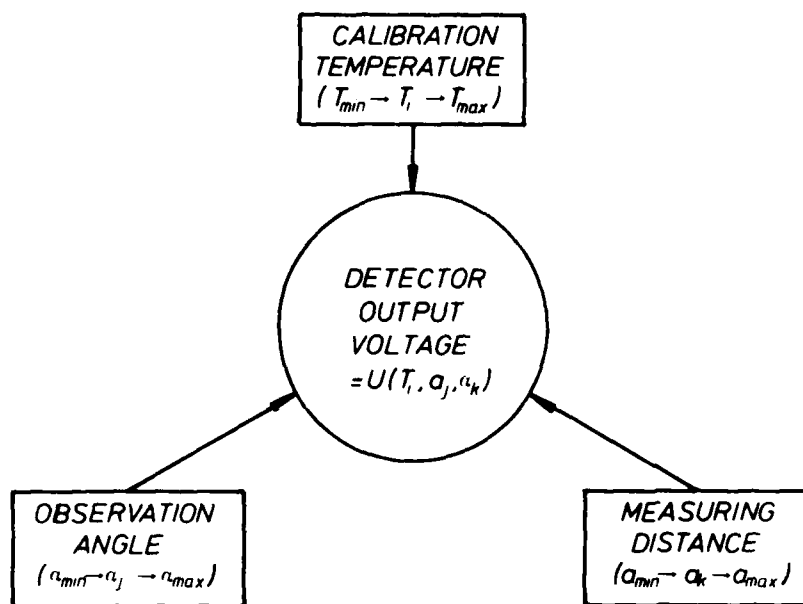 CALIBRATION
TEMPERATURE
(T_min → T_i → T_max)
DETECTOR
OUTPUT
VOLTAGE
= U(T_i, a_j, α_k)
OBSERVATION
ANGLE
(α_min → α_j → α_max)
MEASURING
DISTANCE
(a_min → a_k → a_max)